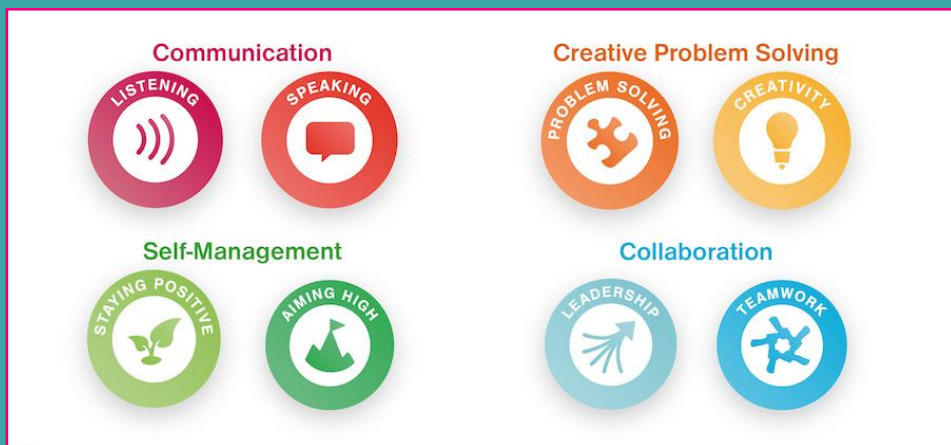 Communication
LISTENING
SPEAKING
Creative Problem Solving
PROBLEM SOLVING
CREATIVITY
Self-Management
STAYING POSITIVE
AIMING HIGH
Collaboration
LEADERSHIP
TEAMWORK